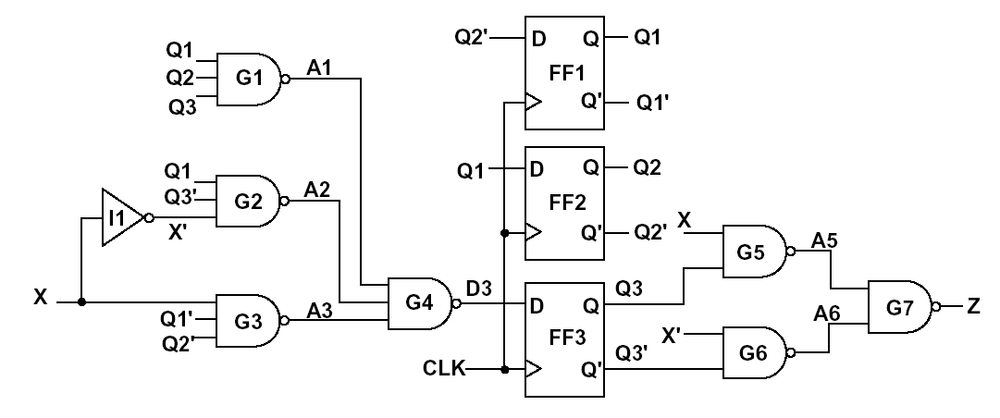 Q1
Q2
Q3
G1
A1
Q1
Q3'
G2
A2
I1
X'
X
Q1'
Q2'
G3
A3
G4
D3
CLK
Q2'
D
Q
Q1
FF1
Q'
Q1'
Q1
D
Q
Q2
FF2
Q'
Q2'
D
Q
Q3
FF3
Q'
Q3'
X
G5
A5
X'
G6
A6
G7
Z